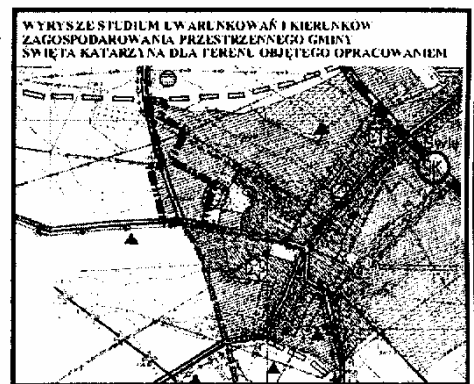 WYRYS ZE STUDIUM UWARUNKOWAŃ I KIERUNKÓW
ZAGOSPODAROWANIA PRZESTRZENNEGO GMINY
ŚWIĘTA KATARZYNA DLA TERENU OBJĘTEGO OPRACOWANIEM